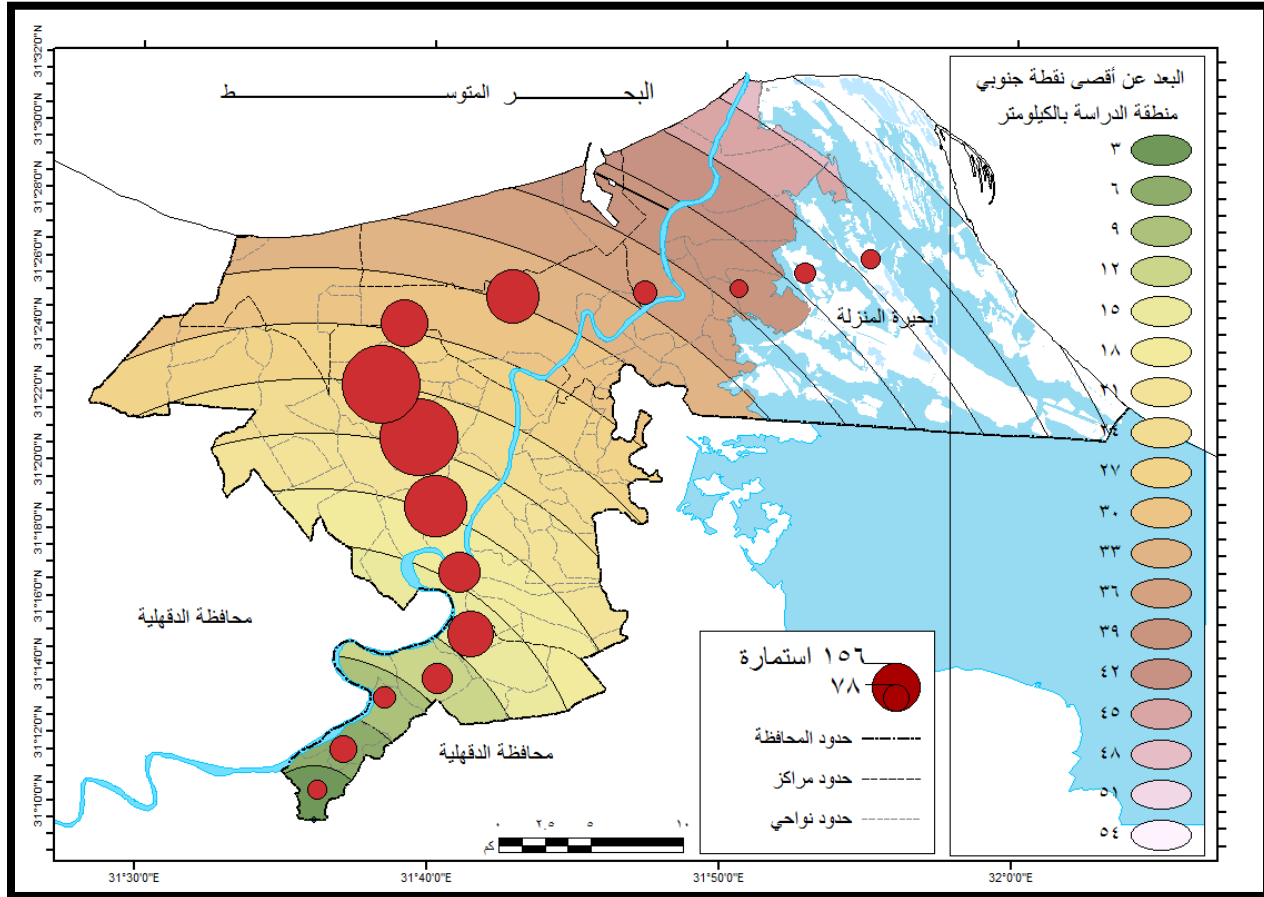 البحـــــــر المتوســـــــــــط
البعد عن أقصى نقطة جنوبي
منطقة الدراسة بالكيلومتر
٣
٦
٩
١٢
١٥
١٨
٢١
٢٤
٢٧
٣٠
٣٣
٣٦
٣٩
٤٢
٤٥
٤٨
٥١
٥٤
بحيرة المنزلة
محافظة الدقهلية
محافظة الدقهلية
١٥٦ استمارة
٧٨
حدود المحافظة
حدود مراكز
حدود نواحي
٠ ٢.٥ ٥ ١٠
كم
31°32'0"N
31°30'0"N
31°28'0"N
31°26'0"N
31°24'0"N
31°22'0"N
31°20'0"N
31°18'0"N
31°16'0"N
31°14'0"N
31°12'0"N
31°10'0"N
31°30'0"E 31°40'0"E 31°50'0"E 32°0'0"E